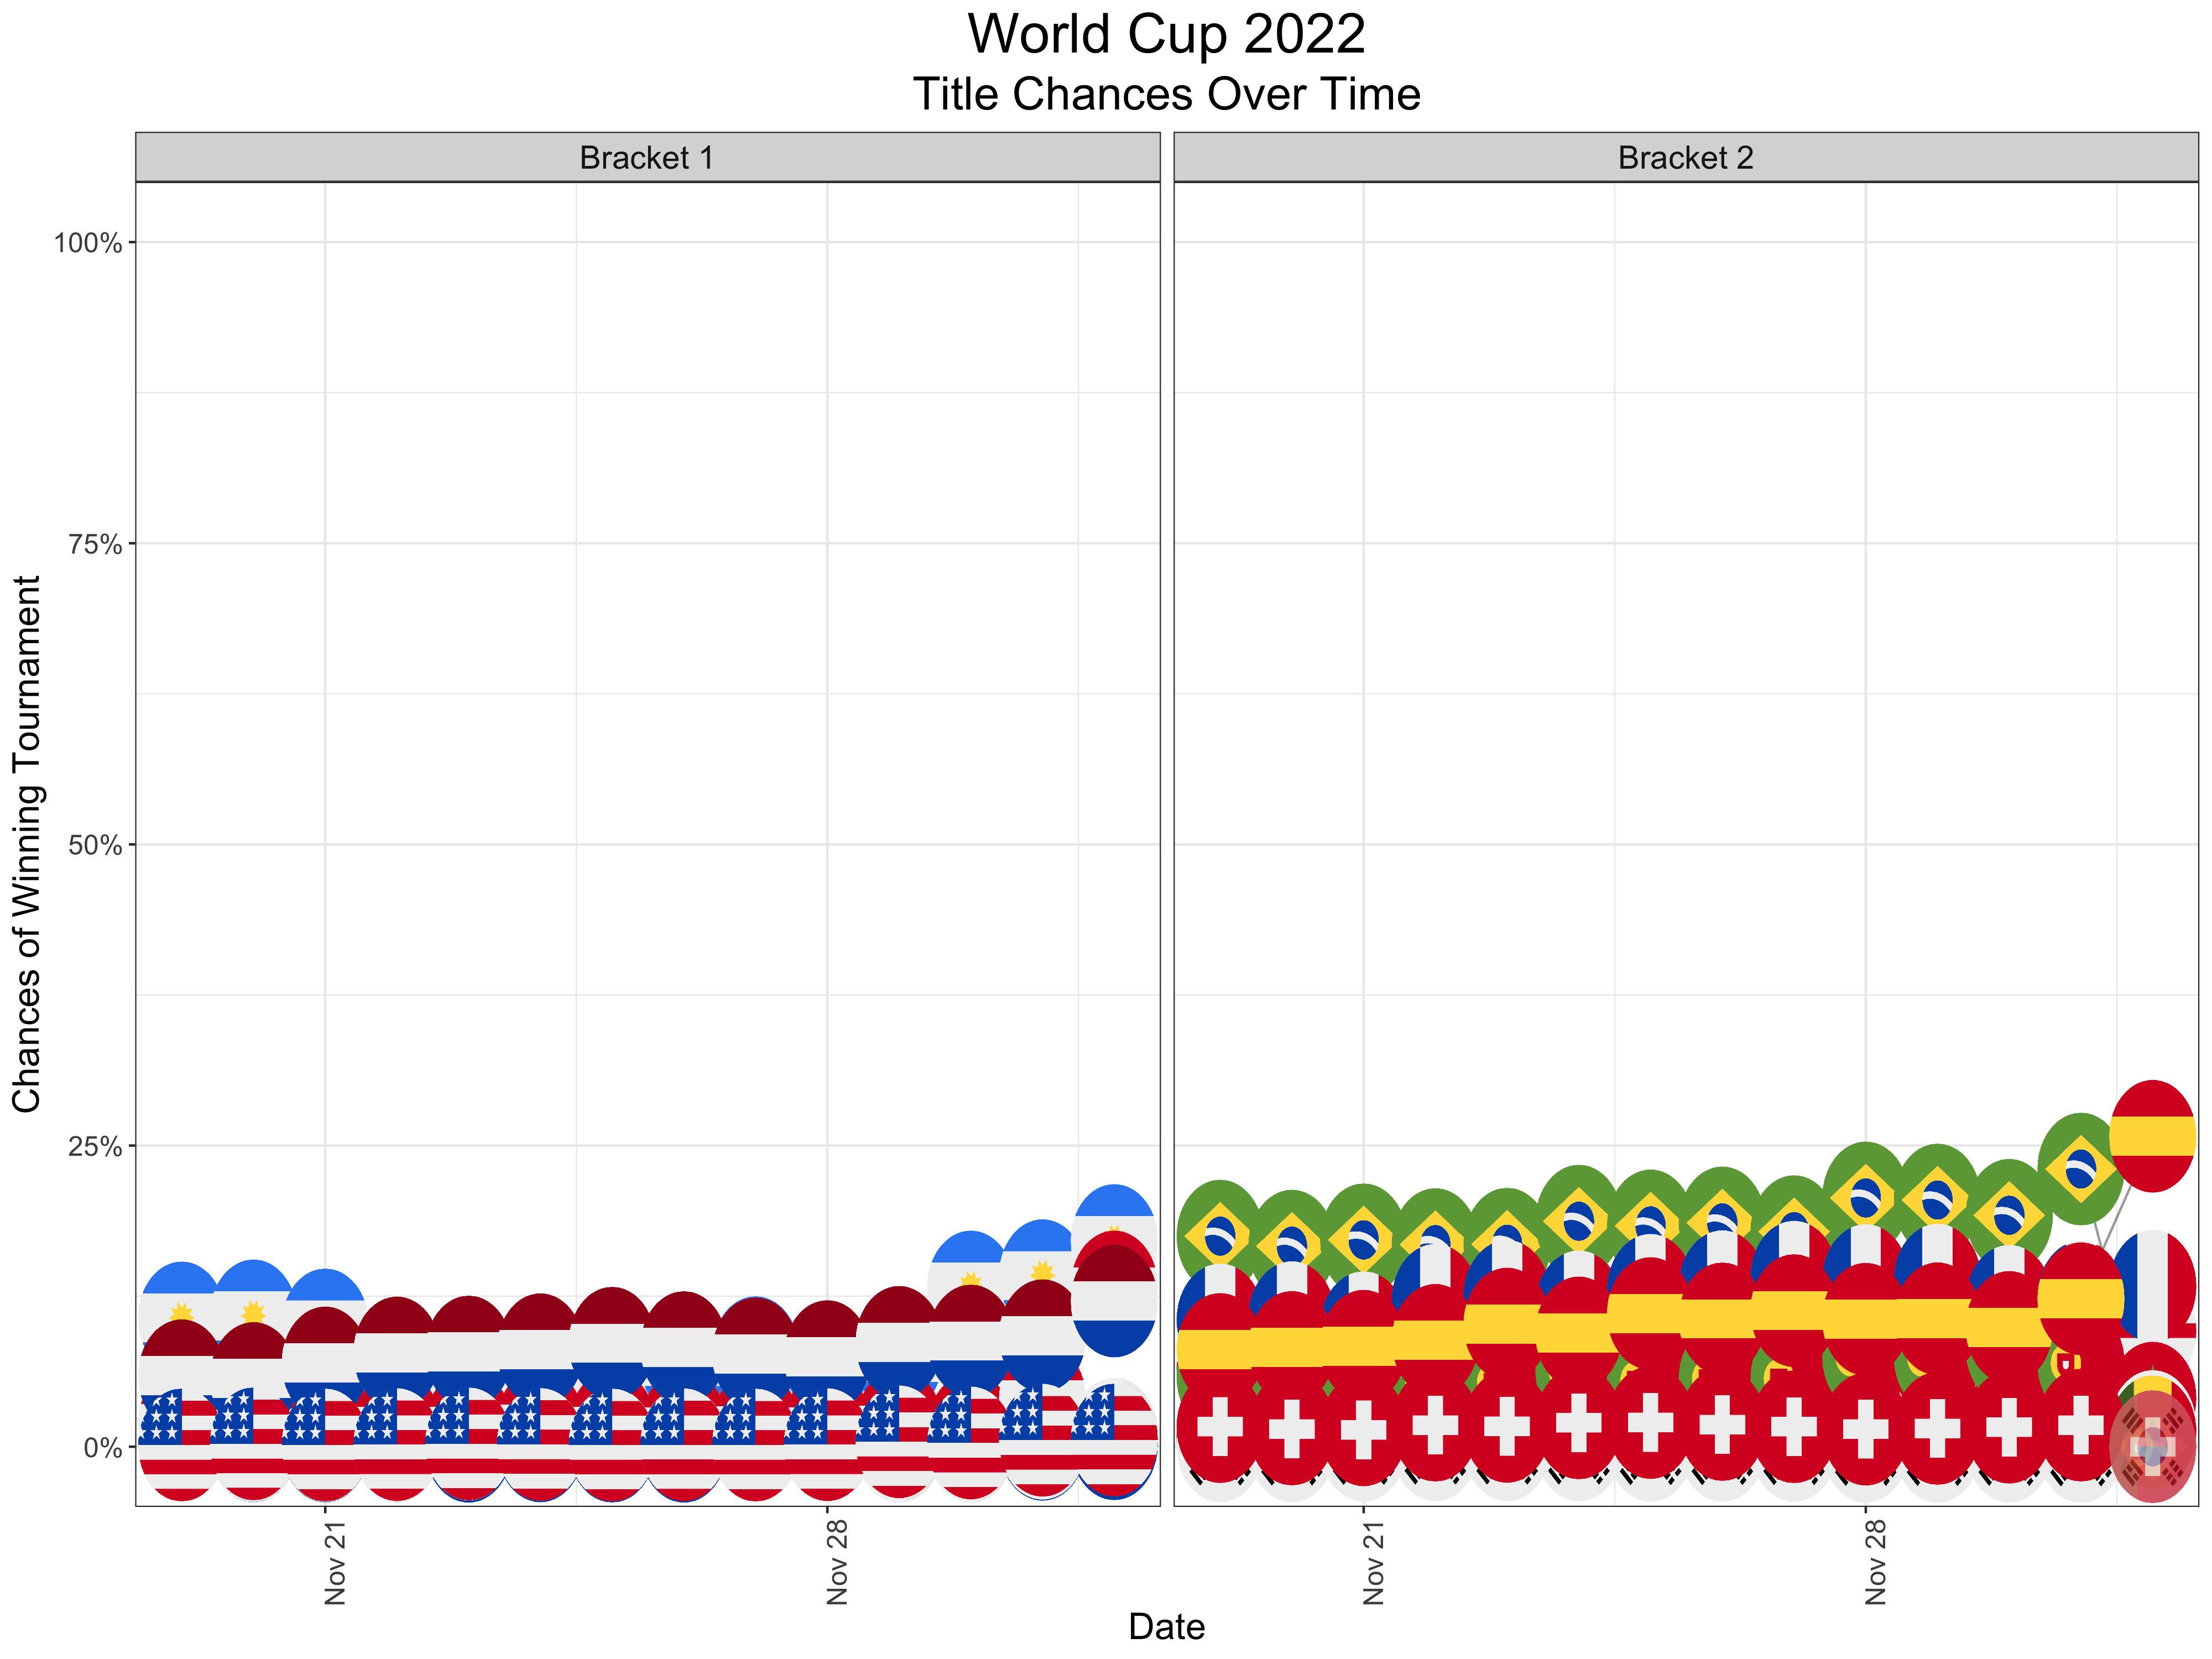 World Cup 2022
Title Chances Over Time
Bracket 1
Bracket 2
100%
75%
50%
25%
0%
Chances of Winning Tournament
Nov 21
Nov 28
Nov 21
Nov 28
Date